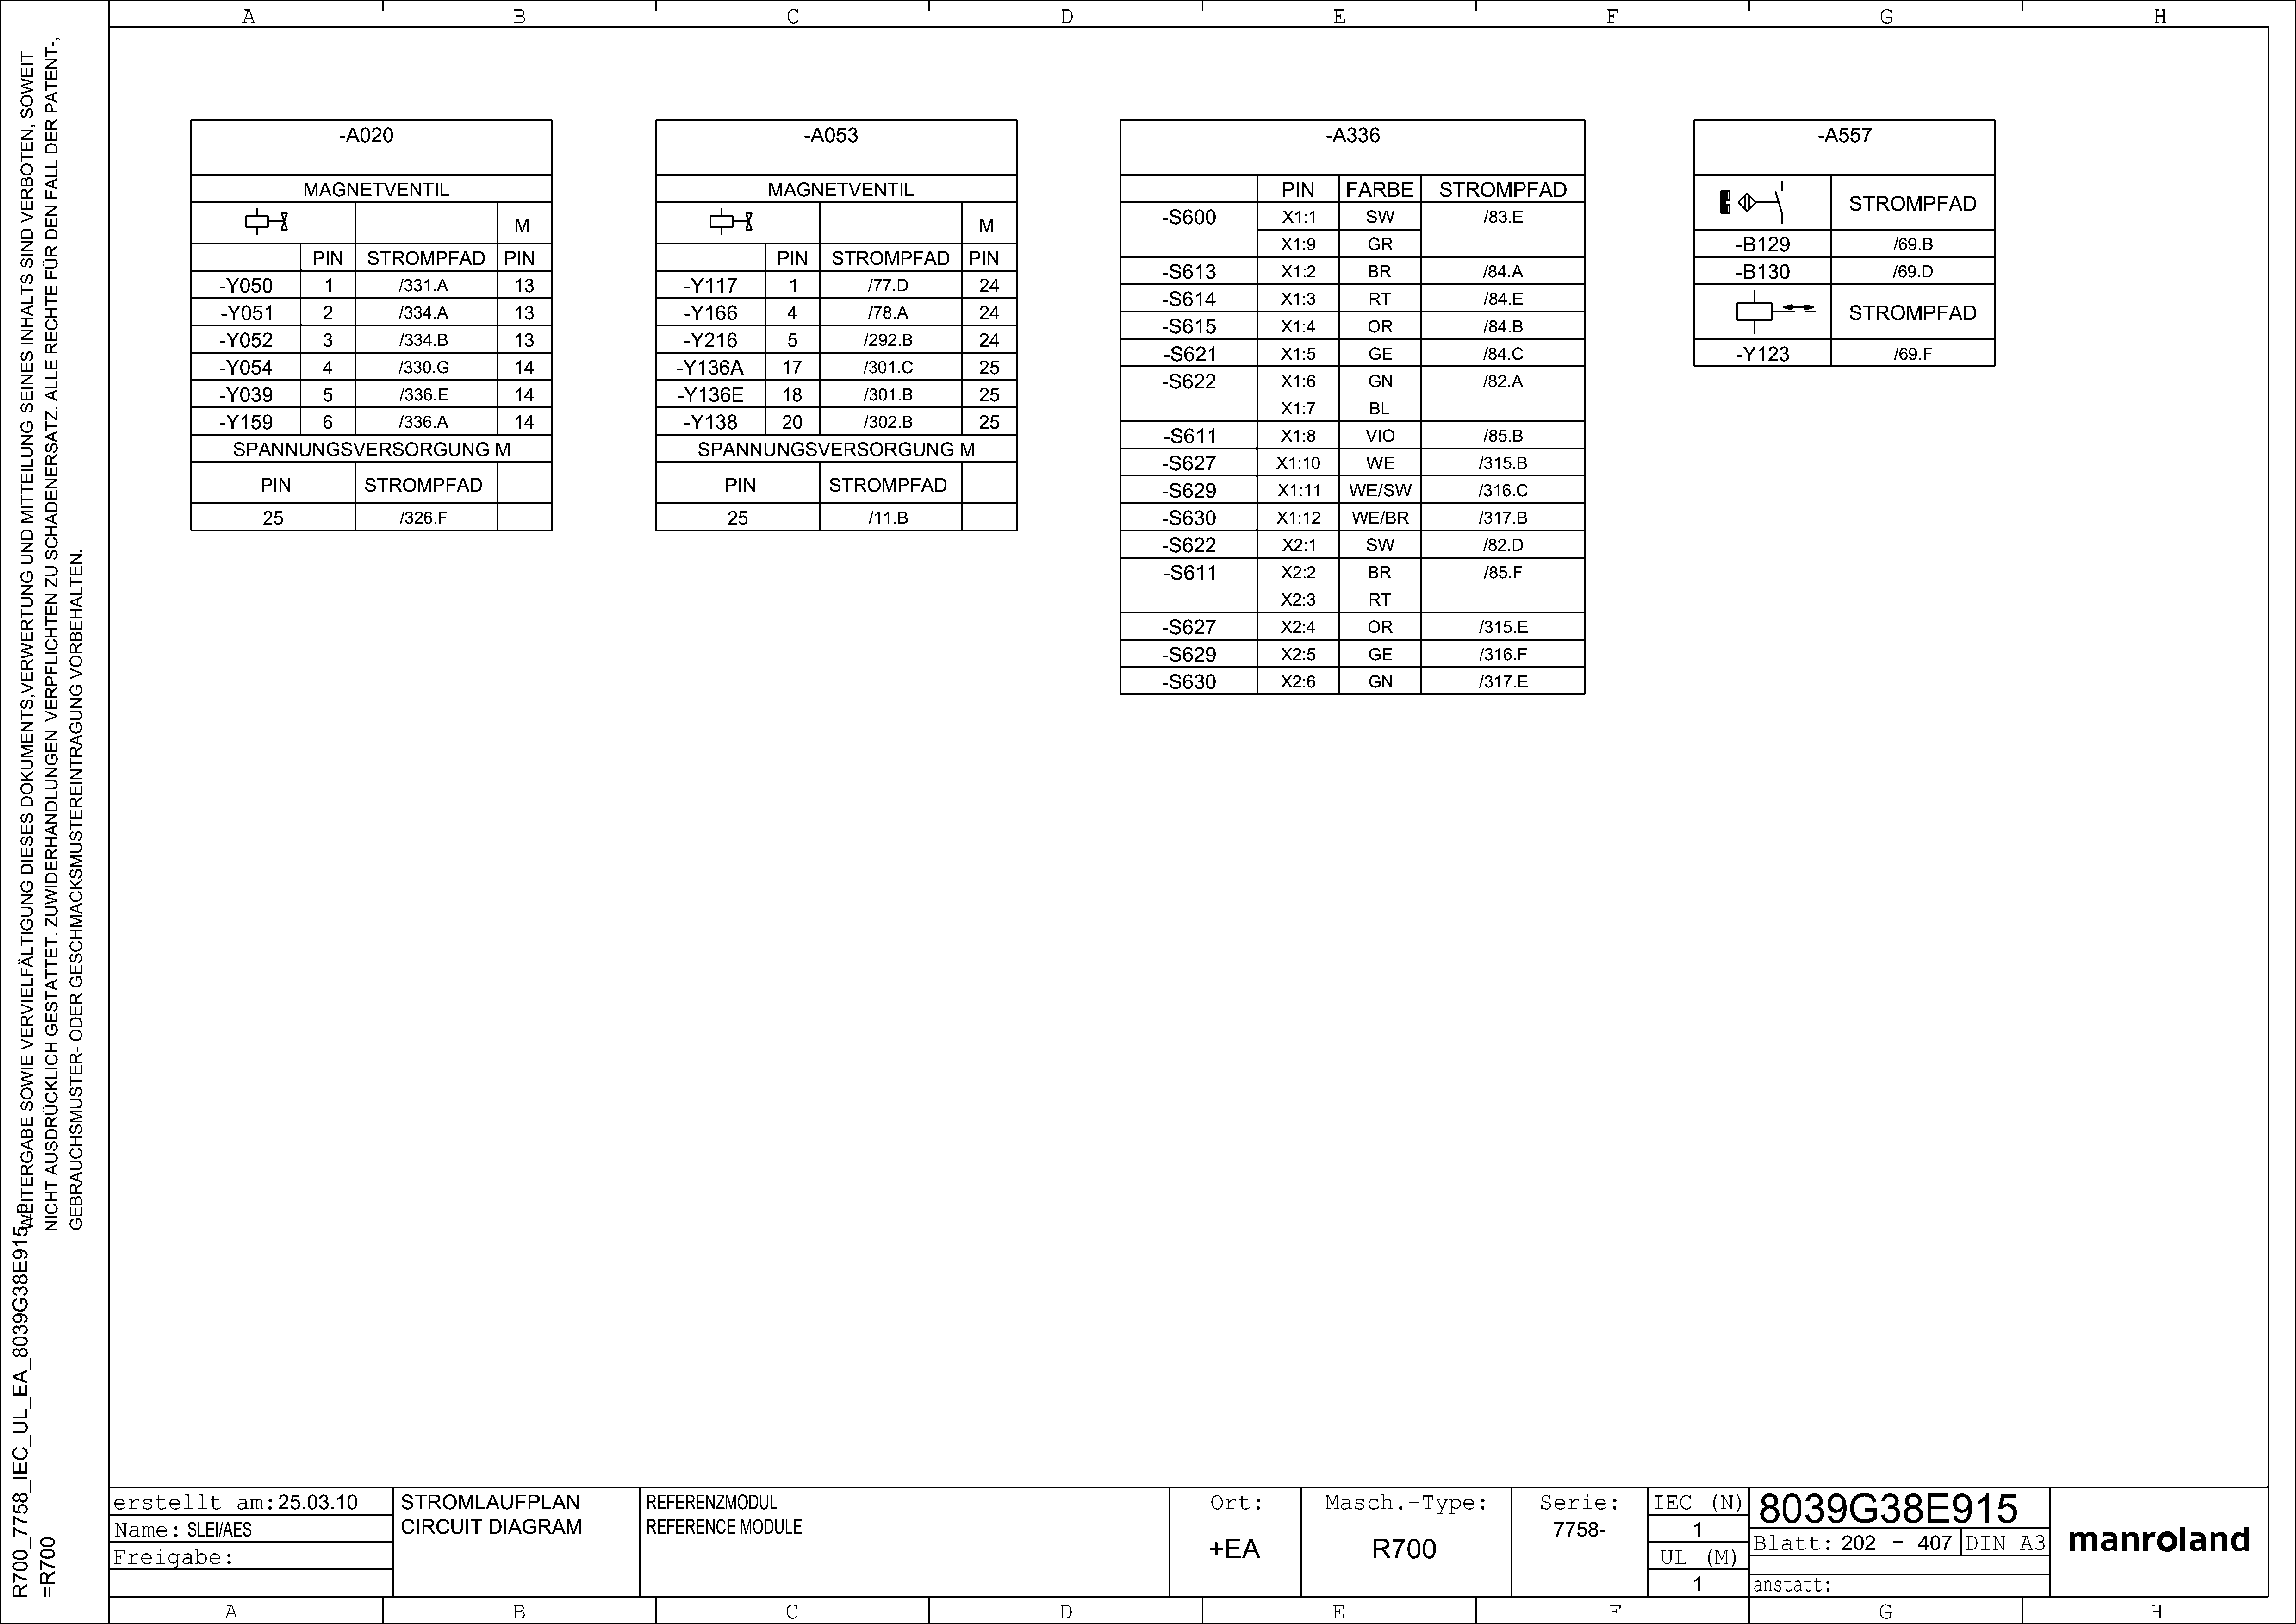 A B C D E F G H
WEITERGABE SOWIE VERVIELFÄLTIGUNG DIESES DOKUMENTS,VERWERTUNG UND MITTEILUNG SEINES INHALTS SIND VERBOTEN, SOWEIT
NICHT AUSDRÜCKLICH GESTATTET. ZUWIDERHANDLUNGEN VERPFLICHTEN ZU SCHADENERSATZ. ALLE RECHTE FÜR DEN FALL DER PATENT-,
GEBRAUCHSMUSTER- ODER GESCHMACKSMUSTEREINTRAGUNG VORBEHALTEN.
-A020
MAGNETVENTIL
M
PIN STROMPFAD PIN
-Y050 1 /331.A 13
-Y051 2 /334.A 13
-Y052 3 /334.B 13
-Y054 4 /330.G 14
-Y039 5 /336.E 14
-Y159 6 /336.A 14
SPANNUNGSVERSORGUNG M
PIN STROMPFAD
25 /326.F
-A053
MAGNETVENTIL
M
PIN STROMPFAD PIN
-Y117 1 /77.D 24
-Y166 4 /78.A 24
-Y216 5 /292.B 24
-Y136A 17 /301.C 25
-Y136E 18 /301.B 25
-Y138 20 /302.B 25
SPANNUNGSVERSORGUNG M
PIN STROMPFAD
25 /11.B
-A336
PIN FARBE STROMPFAD
-S600 X1:1 SW /83.E
X1:9 GR
-S613 X1:2 BR /84.A
-S614 X1:3 RT /84.E
-S615 X1:4 OR /84.B
-S621 X1:5 GE /84.C
-S622 X1:6 GN /82.A
X1:7 BL
-S611 X1:8 VIO /85.B
-S627 X1:10 WE /315.B
-S629 X1:11 WE/SW /316.C
-S630 X1:12 WE/BR /317.B
-S622 X2:1 SW /82.D
-S611 X2:2 BR /85.F
X2:3 RT
-S627 X2:4 OR /315.E
-S629 X2:5 GE /316.F
-S630 X2:6 GN /317.E
-A557
STROMPFAD
-B129 /69.B
-B130 /69.D
STROMPFAD
-Y123 /69.F
=R700
erstellt am: 25.03.10
Name: SLEI/AES
Freigabe:
STROMLAUFPLAN
CIRCUIT DIAGRAM
REFERENZMODUL
REFERENCE MODULE
Ort:
+EA
Masch.-Type:
R700
Serie:
7758-
IEC (N)
1
UL (M)
1
8039G38E915
Blatt: 202 - 407 DIN A3
anstatt:
manroland
A B C D E F G H